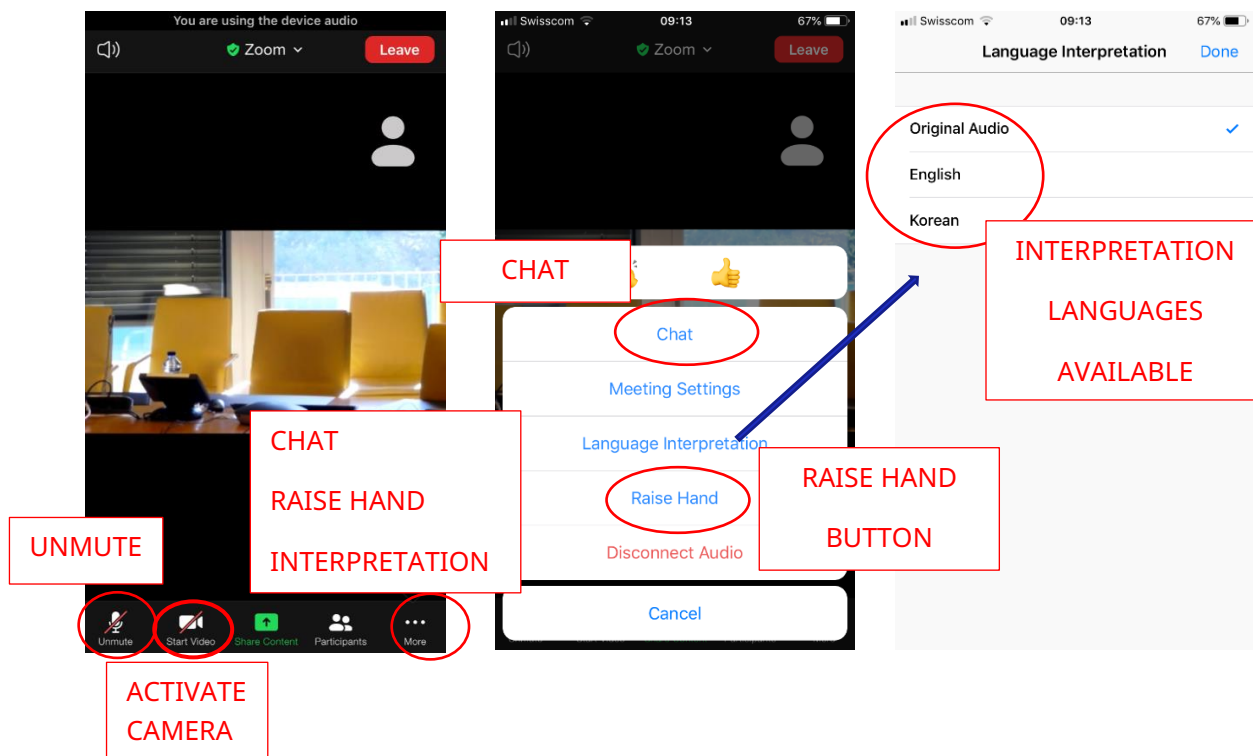 You are using the device audio
Zoom
Leave
UNMUTE
CHAT
RAISE HAND
INTERPRETATION
Unmute
Start Video
Share Content
Participants
More
ACTIVATE
CAMERA
Swisscom
09:13
67%
Zoom
Leave
CHAT
Chat
Meeting Settings
Language Interpretation
Raise Hand
Disconnect Audio
Cancel
RAISE HAND
BUTTON
Swisscom
09:13
67%
Language Interpretation
Done
Original Audio
English
Korean
INTERPRETATION
LANGUAGES
AVAILABLE